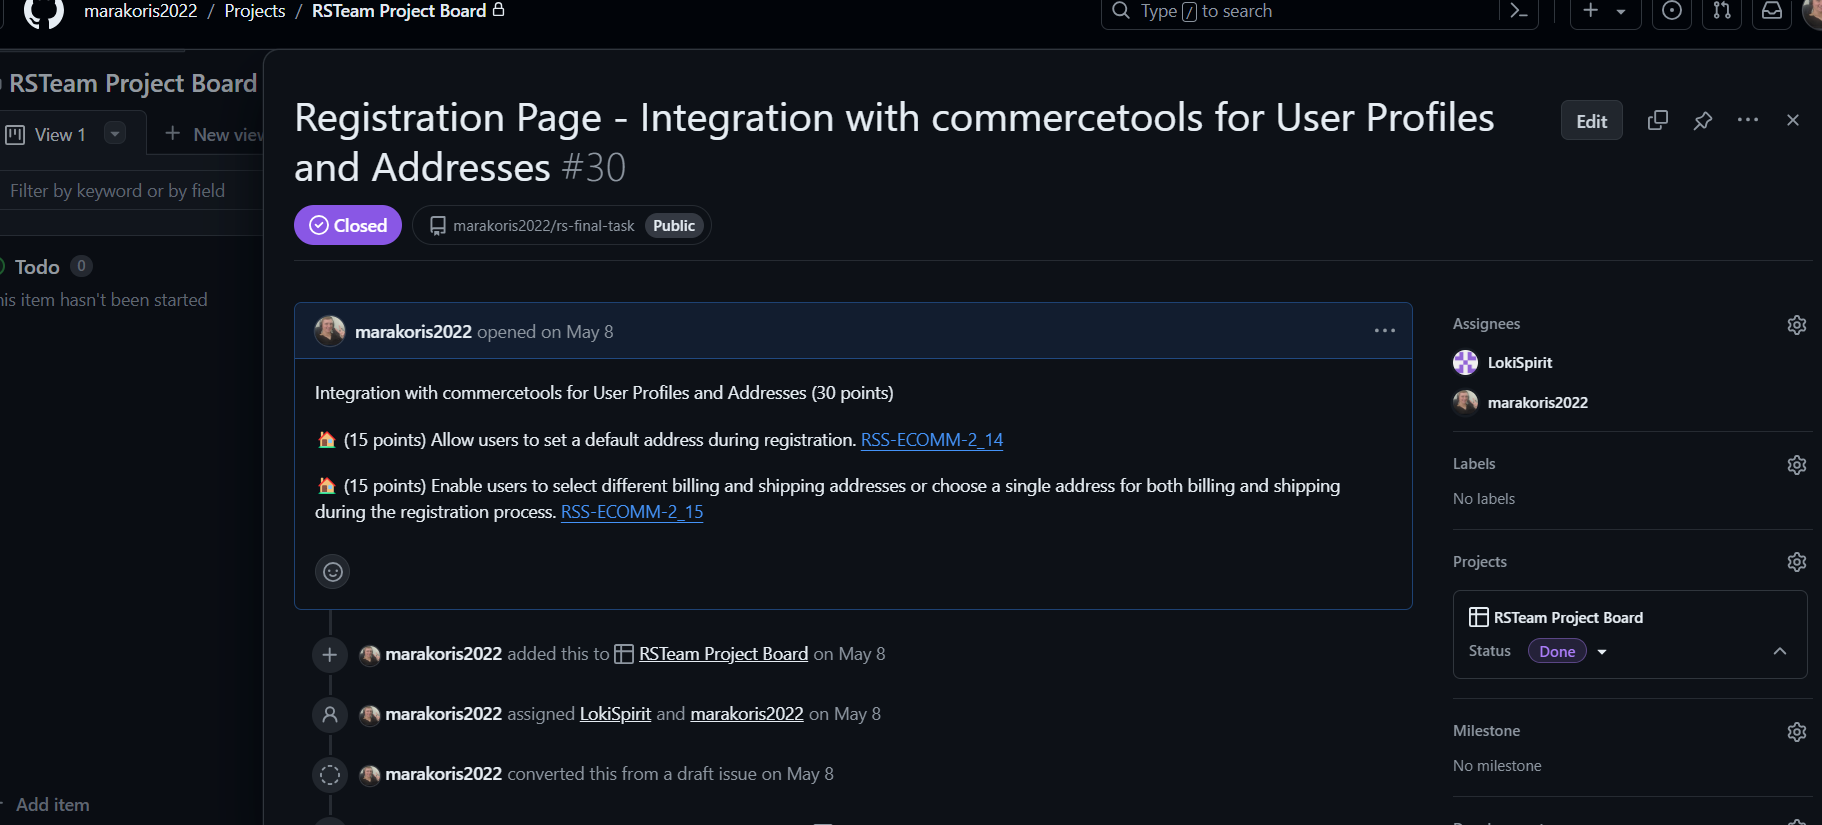 marakoris2022 / Projects / RSTeam Project Board
Type / to search
RSTeam Project Board
View 1
New view
Filter by keyword or by field
Todo 0
his item hasn't been started
Add item
Registration Page - Integration with commercetools for User Profiles
and Addresses #30
Edit
Closed
marakoris2022/rs-final-task Public
marakoris2022 opened on May 8
Integration with commercetools for User Profiles and Addresses (30 points)
(15 points) Allow users to set a default address during registration. RSS-ECOMM-2_14
(15 points) Enable users to select different billing and shipping addresses or choose a single address for both billing and shipping
during the registration process. RSS-ECOMM-2_15
marakoris2022 added this to RSTeam Project Board on May 8
marakoris2022 assigned LokiSpirit and marakoris2022 on May 8
marakoris2022 converted this from a draft issue on May 8
Assignees
LokiSpirit
marakoris2022
Labels
No labels
Projects
RSTeam Project Board
Status Done
Milestone
No milestone